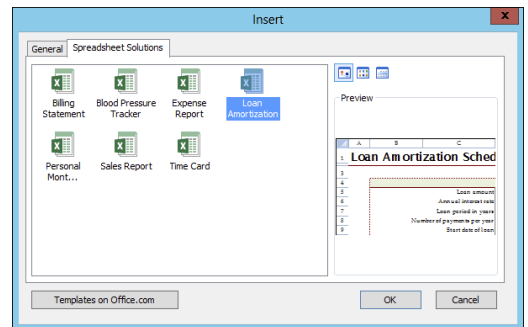 Insert
x
General Spreadsheet Solutions
Billing Statement
Blood Pressure Tracker
Expense Report
Loan Amortization
Personal Mont...
Sales Report
Time Card
Preview
A B C
1 Loan Amortization Sched
3
4
5 Loan amount
6 Annual interest rate
7 Loan period in years
8 Number of payments per year
9 Start date of loan
Templates on Office.com
OK
Cancel